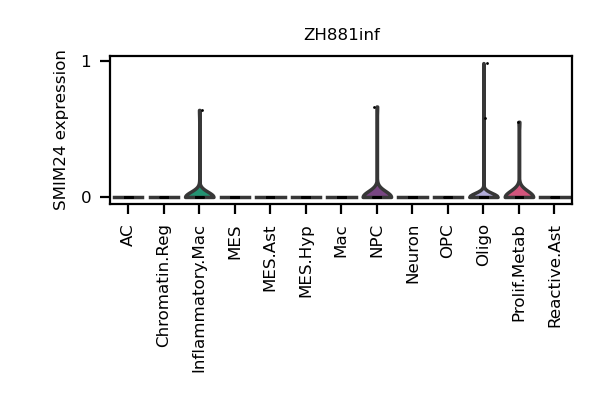 ZH881inf
SMIM24 expression
1
0
AC
Chromatin.Reg
Inflammatory.Mac
MES
MES.Ast
MES.Hyp
Mac
NPC
Neuron
OPC
Oligo
Prolif.Metab
Reactive.Ast